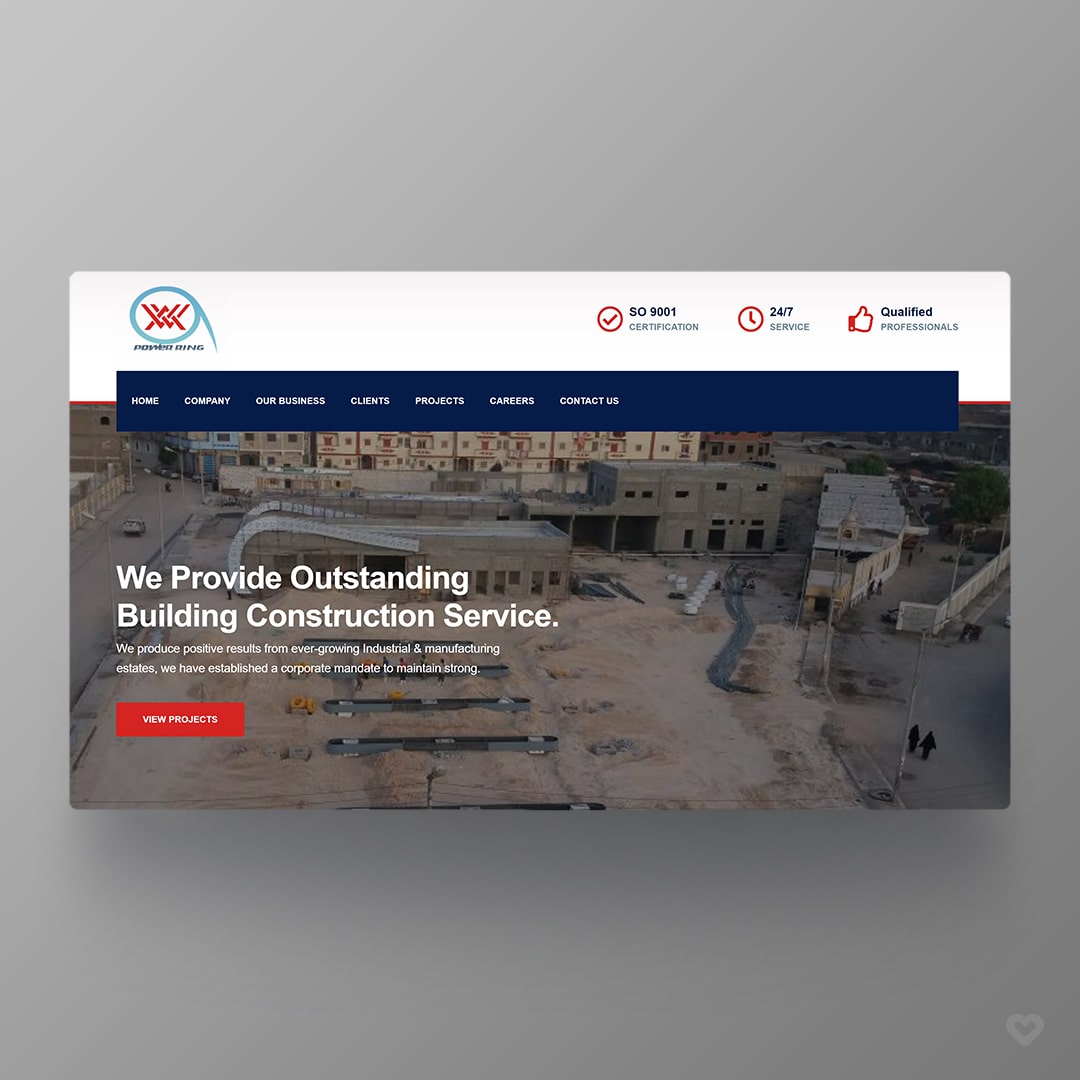 POWER RING
SO 9001
CERTIFICATION
24/7
SERVICE
Qualified
PROFESSIONALS
HOME COMPANY OUR BUSINESS CLIENTS PROJECTS CAREERS CONTACT US
We Provide Outstanding
Building Construction Service.
We produce positive results from ever-growing Industrial & manufacturing
estates, we have established a corporate mandate to maintain strong.
VIEW PROJECTS